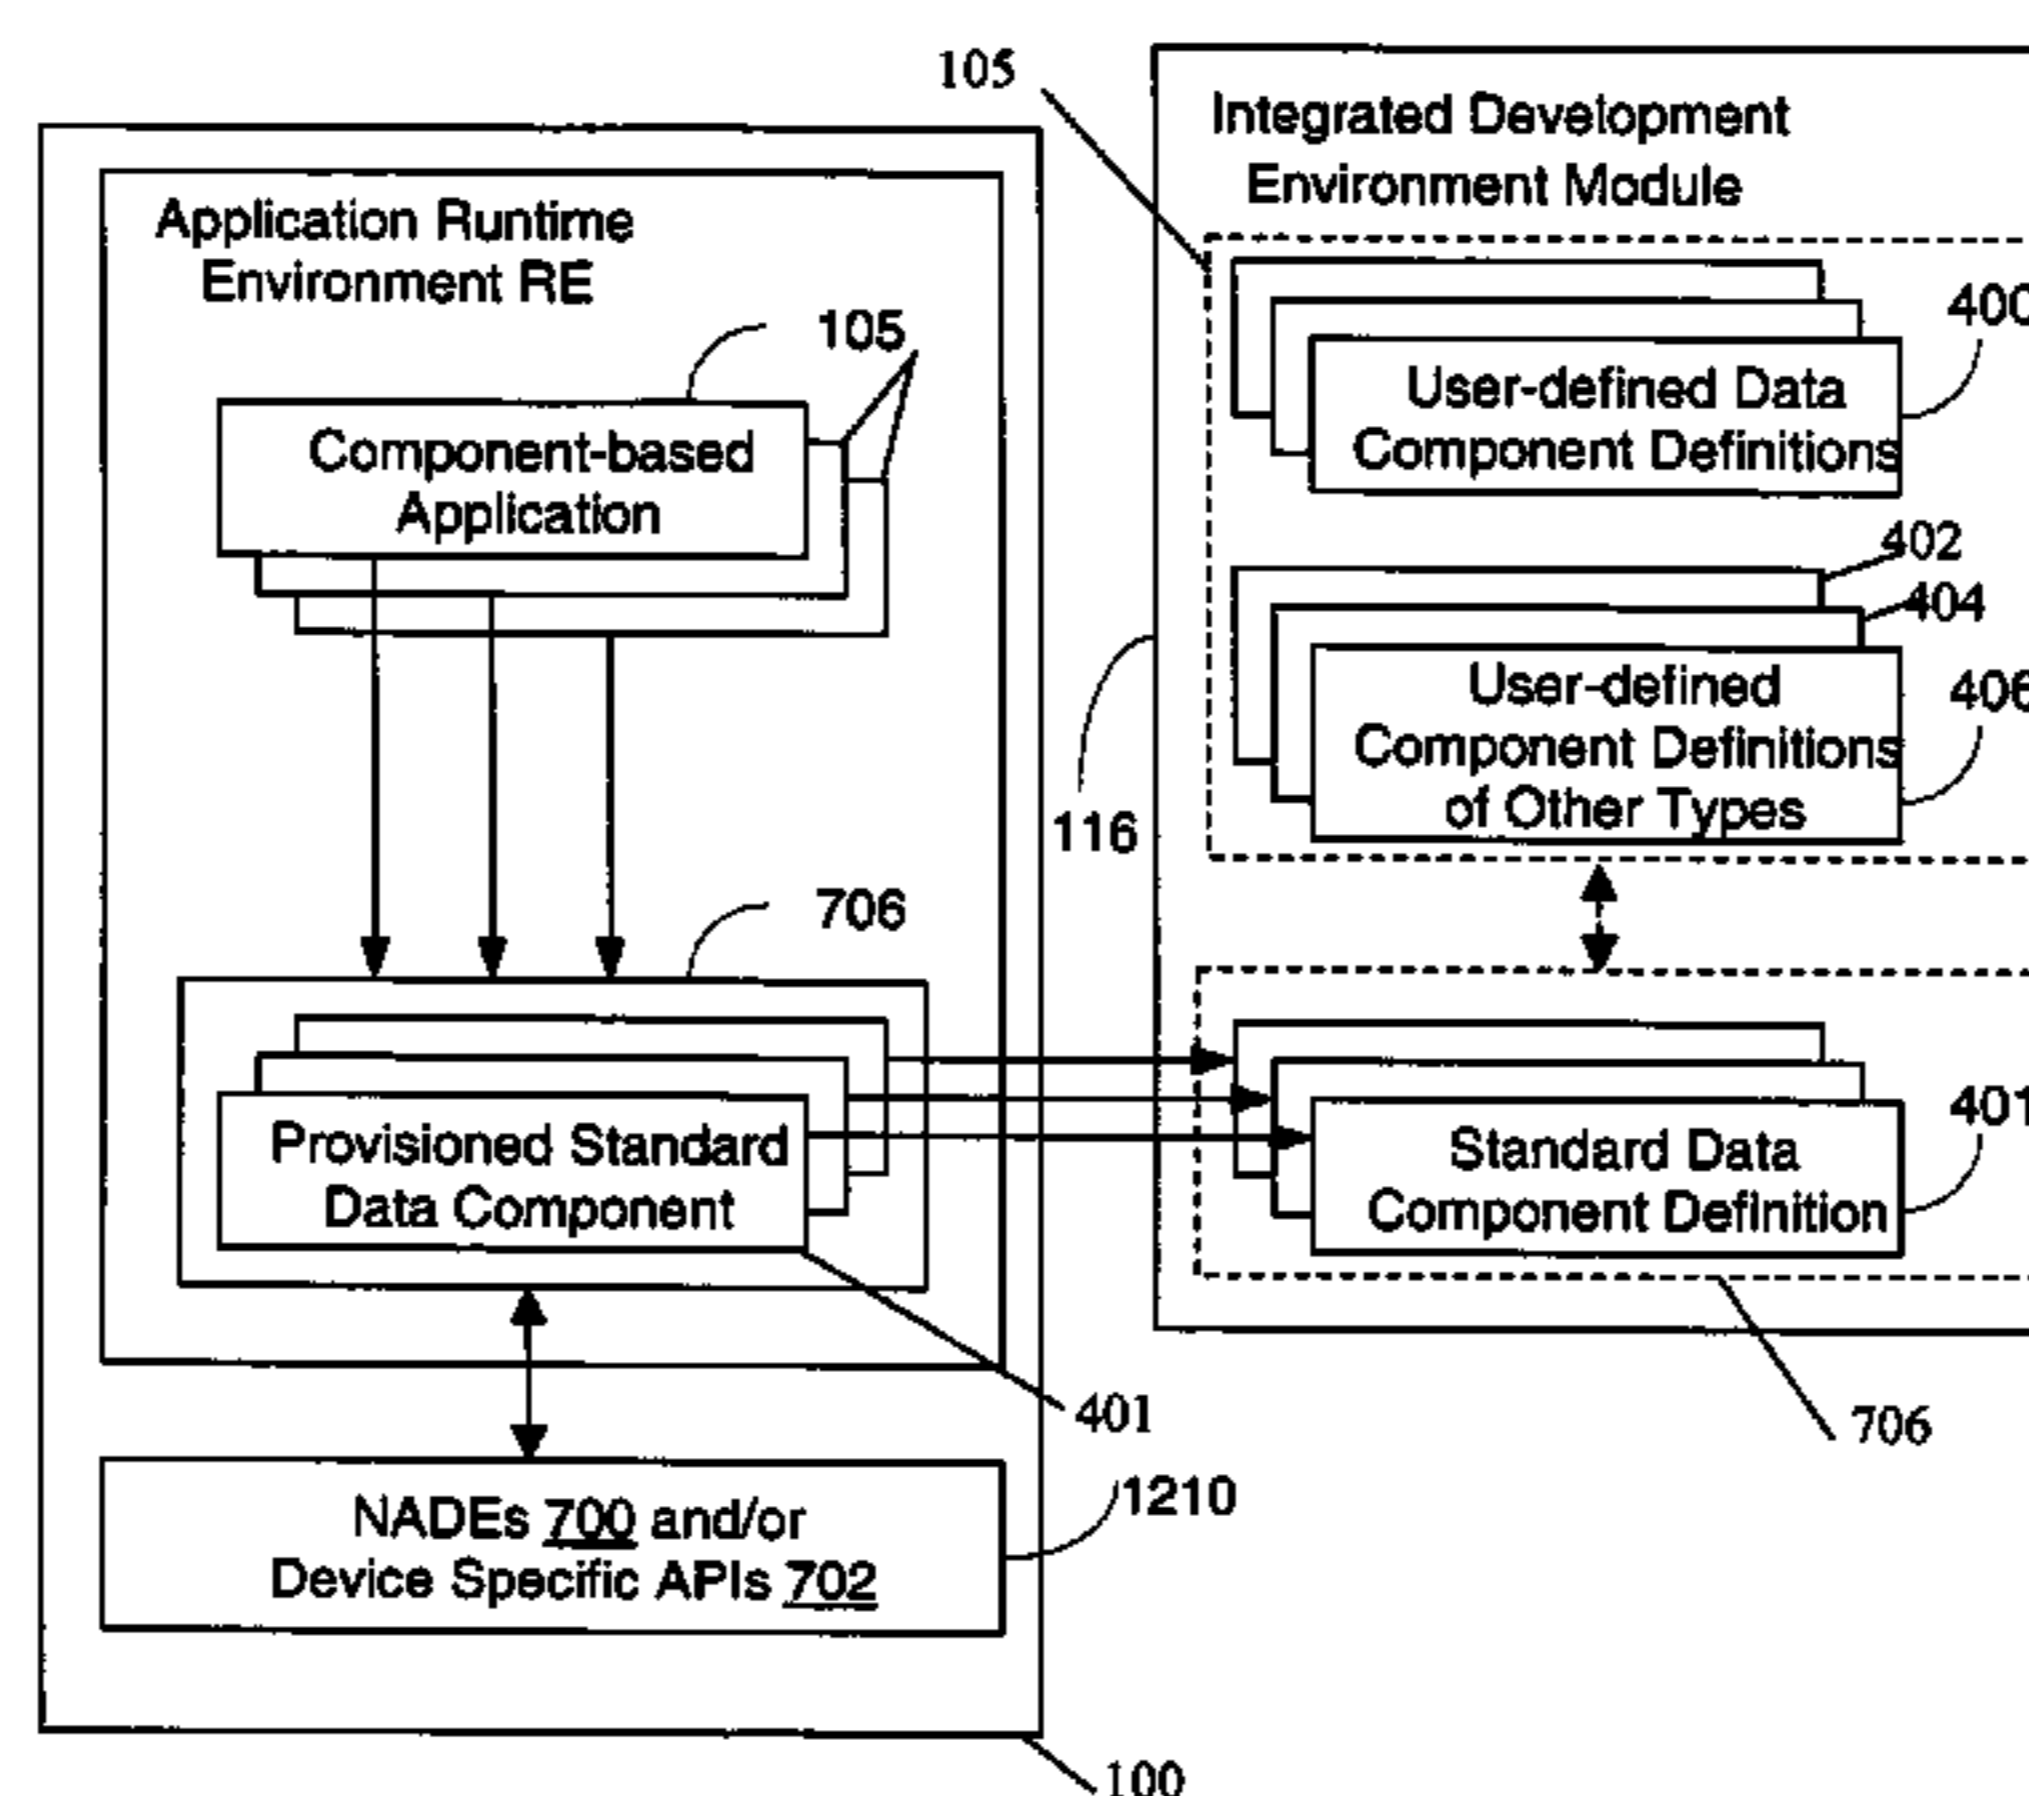 105
Integrated Development
Environment Module
Application Runtime
Environment RE
105
Component-based
Application
400
User-defined Data
Component Definitions
402
404
406
User-defined
Component Definitions
of Other Types
116
706
Provisioned Standard
Data Component
401
Standard Data
Component Definition
401
706
NADEs 700 and/or
Device Specific APIs 702
1210
100